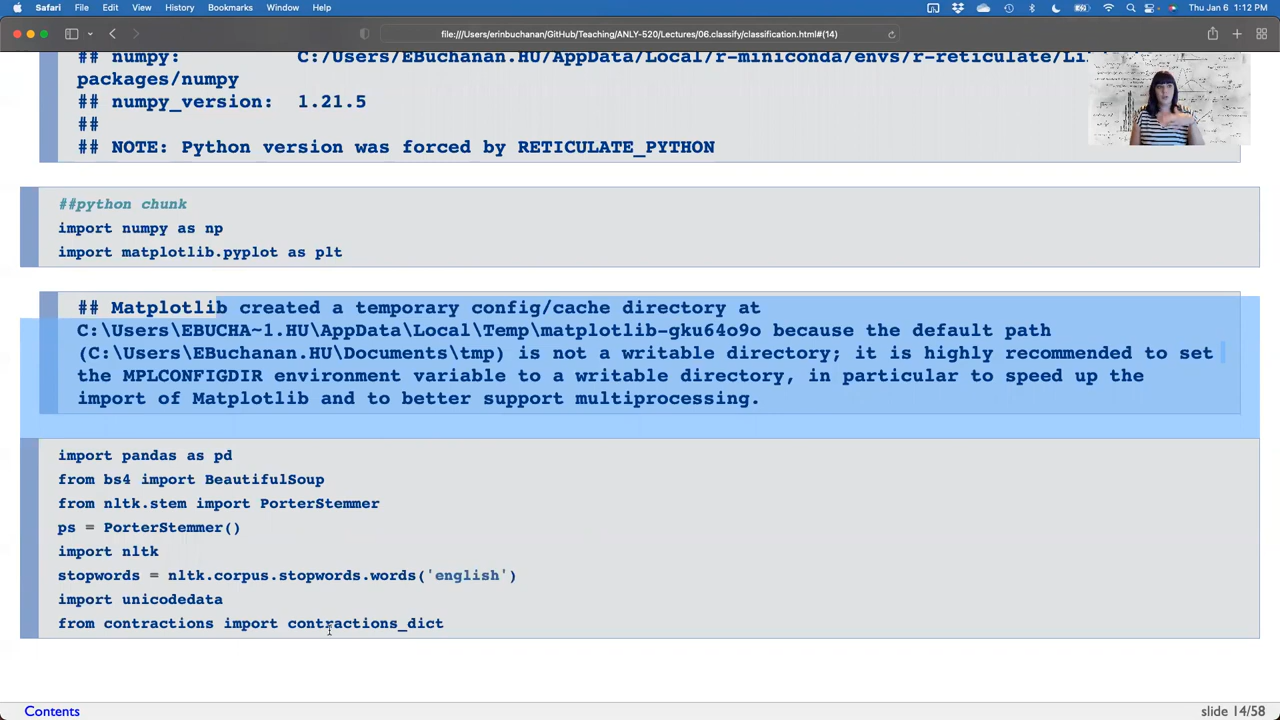 Safari File Edit View History Bookmarks Window Help Thu Jan 6 1:12 PM
file:///Users/erinbuchanan/GitHub/Teaching/ANLY-520/Lectures/06.classify/classification.html#(14)
## numpy: C:/Users/EBuchanan.HU/AppData/Local/r-miniconda/envs/r-reticulate/Li
packages/numpy
## numpy_version: 1.21.5
##
## NOTE: Python version was forced by RETICULATE_PYTHON
##python chunk
import numpy as np
import matplotlib.pyplot as plt
## Matplotlib created a temporary config/cache directory at
C:\Users\EBUCHA~1.HU\AppData\Local\Temp\matplotlib-gku64o9o because the default path
(C:\Users\EBuchanan.HU\Documents\tmp) is not a writable directory; it is highly recommended to set
the MPLCONFIGDIR environment variable to a writable directory, in particular to speed up the
import of Matplotlib and to better support multiprocessing.
import pandas as pd
from bs4 import BeautifulSoup
from nltk.stem import PorterStemmer
ps = PorterStemmer()
import nltk
stopwords = nltk.corpus.stopwords.words('english')
import unicodedata
from contractions import contractions_dict
Contents slide 14/58